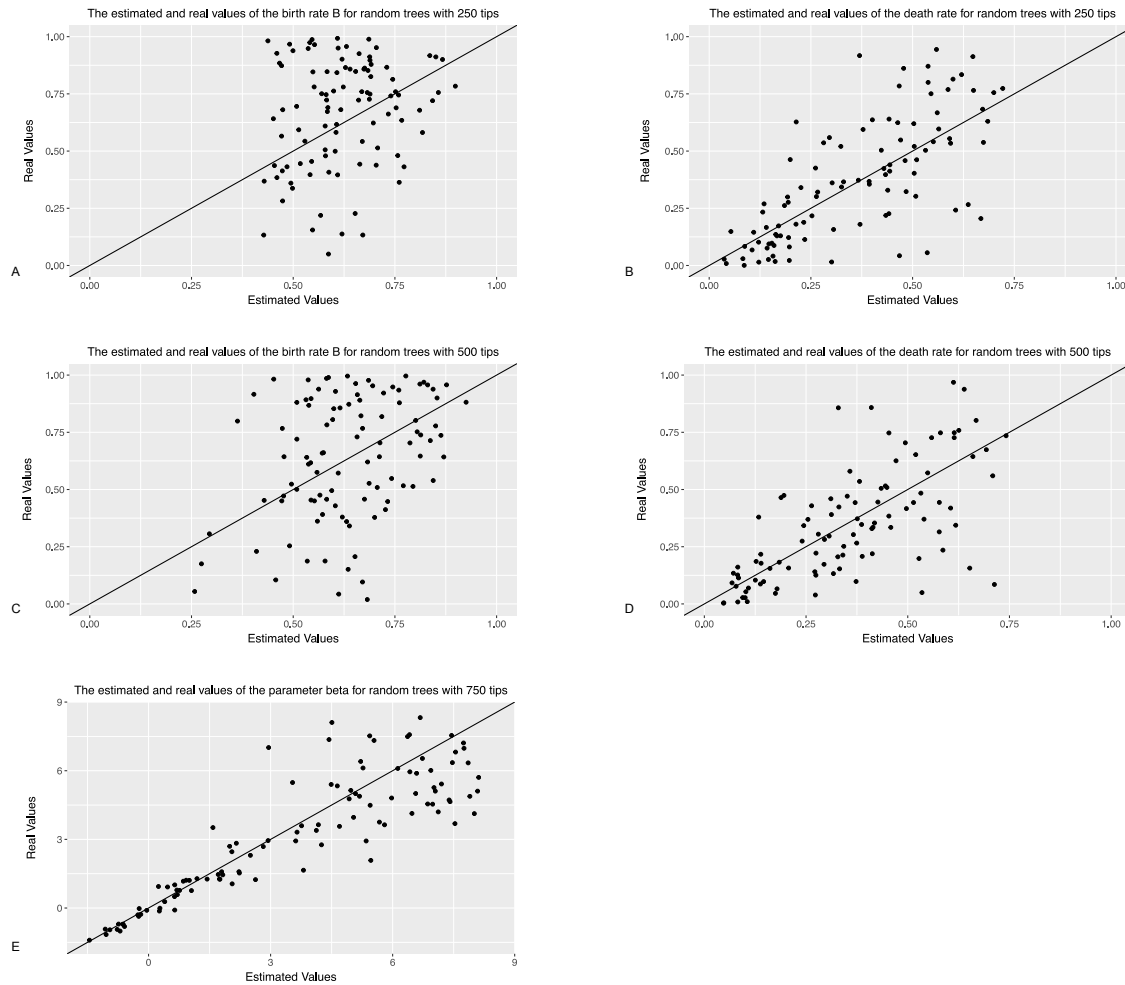 The estimated and real values of the birth rate B for random trees with 250 tips
1.00
0.75
0.50
0.25
0.00
Real Values
0.00 0.25 0.50 0.75 1.00
Estimated Values
A
The estimated and real values of the death rate for random trees with 250 tips
1.00
0.75
0.50
0.25
0.00
Real Values
0.00 0.25 0.50 0.75 1.00
Estimated Values
B
The estimated and real values of the birth rate B for random trees with 500 tips
1.00
0.75
0.50
0.25
0.00
Real Values
0.00 0.25 0.50 0.75 1.00
Estimated Values
C
The estimated and real values of the death rate for random trees with 500 tips
1.00
0.75
0.50
0.25
0.00
Real Values
0.00 0.25 0.50 0.75 1.00
Estimated Values
D
The estimated and real values of the parameter beta for random trees with 750 tips
9
6
3
0
Real Values
0 3 6 9
Estimated Values
E